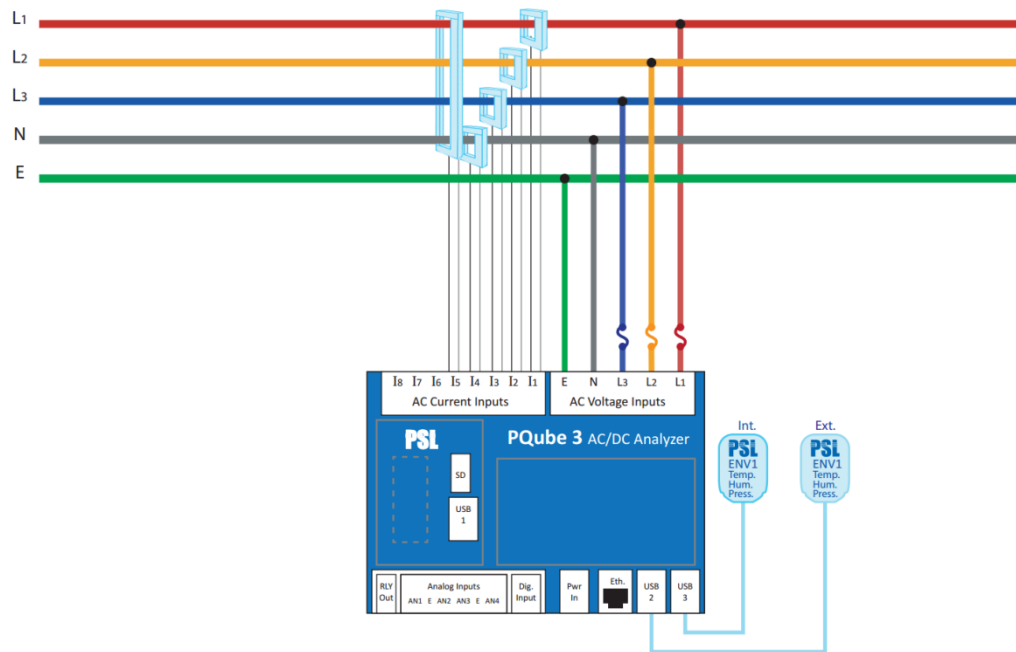 L1
L2
L3
N
E
I8 I7 I6 I5 I4 I3 I2 I1
AC Current Inputs
E N L3 L2 L1
AC Voltage Inputs
PSL
PQube 3 AC/DC Analyzer
SD
USB
1
Int.
PSL
ENV1
Temp.
Hum.
Press.
Ext.
PSL
ENV1
Temp.
Hum.
Press.
RLY
Out
Analog Inputs
AN1 E AN2 AN3 E AN4
Dig.
Input
Pwr
In
Eth.
USB
2
USB
3